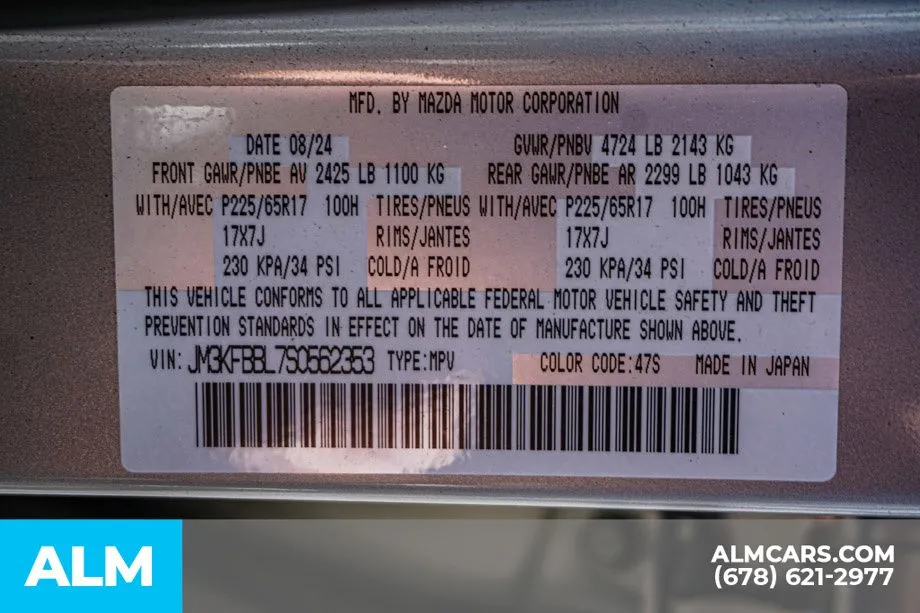 MFD. BY MAZDA MOTOR CORPORATION
DATE 08/24 GVWR/PNBV 4724 LB 2143 KG
FRONT GAWR/PNBE AV 2425 LB 1100 KG REAR GAWR/PNBE AR 2299 LB 1043 KG
WITH/AVEC P225/65R17 100H TIRES/PNEUS WITH/AVEC P225/65R17 100H TIRES/PNEUS
17X7J RIMS/JANTES 17X7J RIMS/JANTES
230 KPA/34 PSI COLD/A FROID 230 KPA/34 PSI COLD/A FROID
THIS VEHICLE CONFORMS TO ALL APPLICABLE FEDERAL MOTOR VEHICLE SAFETY AND THEFT
PREVENTION STANDARDS IN EFFECT ON THE DATE OF MANUFACTURE SHOWN ABOVE.
VIN: JM3KFBBL7S0562353 TYPE:MPV COLOR CODE:47S MADE IN JAPAN
ALM
ALMCARS.COM
(678) 621-2977